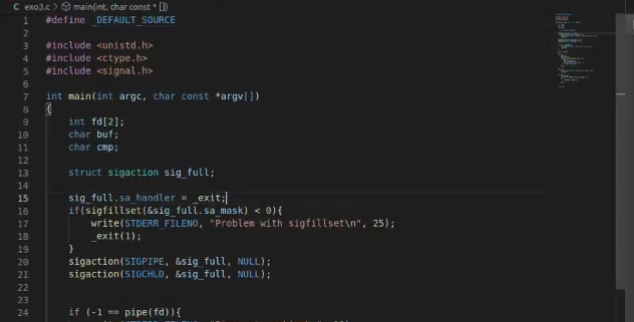 C exo3.c > main(int, char const * [])
1 #define _DEFAULT_SOURCE
2
3 #include <unistd.h>
4 #include <ctype.h>
5 #include <signal.h>
6
7 int main(int argc, char const *argv[])
8 {
9 int fd[2];
10 char buf;
11 char cmp;
12
13 struct sigaction sig_full;
14
15 sig_full.sa_handler = _exit;
16 if(sigfillset(&sig_full.sa_mask) < 0){
17 write(STDERR_FILENO, "Problem with sigfillset\n", 25);
18 _exit(1);
19 }
20 sigaction(SIGPIPE, &sig_full, NULL);
21 sigaction(SIGCHLD, &sig_full, NULL);
22
23
24 if (-1 == pipe(fd)){